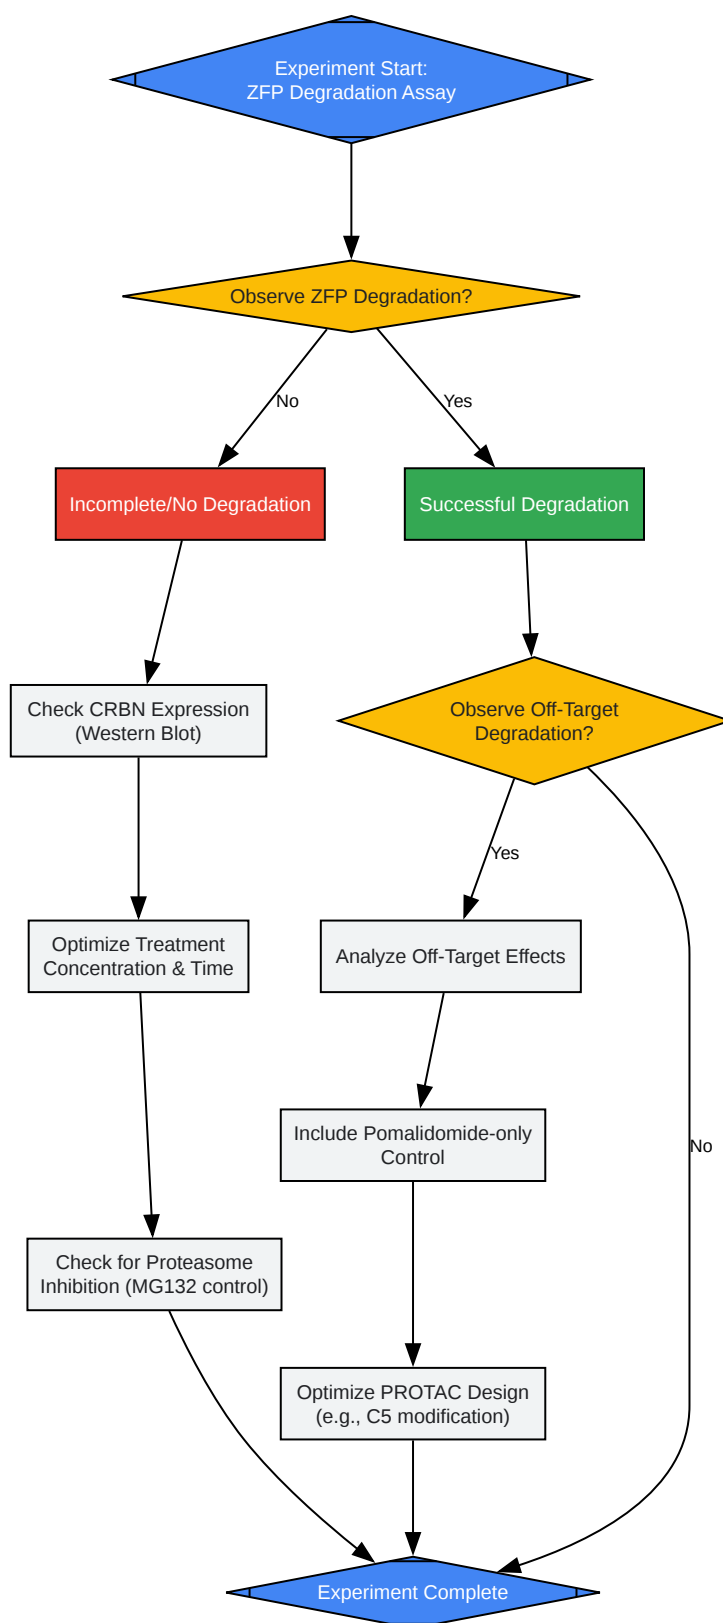 Experiment Start:
ZFP Degradation Assay
Observe ZFP Degradation?
No
Yes
Incomplete/No Degradation
Successful Degradation
Check CRBN Expression
(Western Blot)
Observe Off-Target
Degradation?
Yes
Optimize Treatment
Concentration & Time
Analyze Off-Target Effects
Include Pomalidomide-only
Control
No
Check for Proteasome
Inhibition (MG132 control)
Optimize PROTAC Design
(e.g., C5 modification)
Experiment Complete